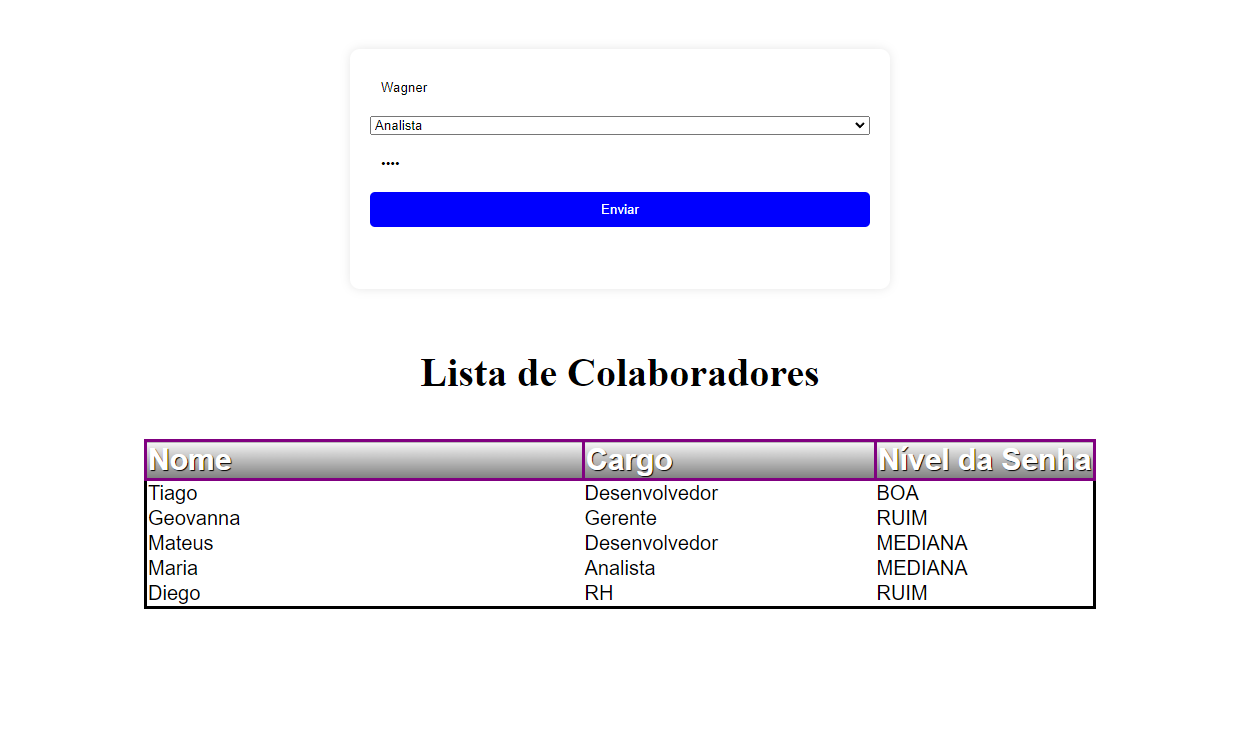 Wagner
Analista
••••
Enviar
Lista de Colaboradores
Nome Cargo Nível da Senha
Tiago Desenvolvedor BOA
Geovanna Gerente RUIM
Mateus Desenvolvedor MEDIANA
Maria Analista MEDIANA
Diego RH RUIM